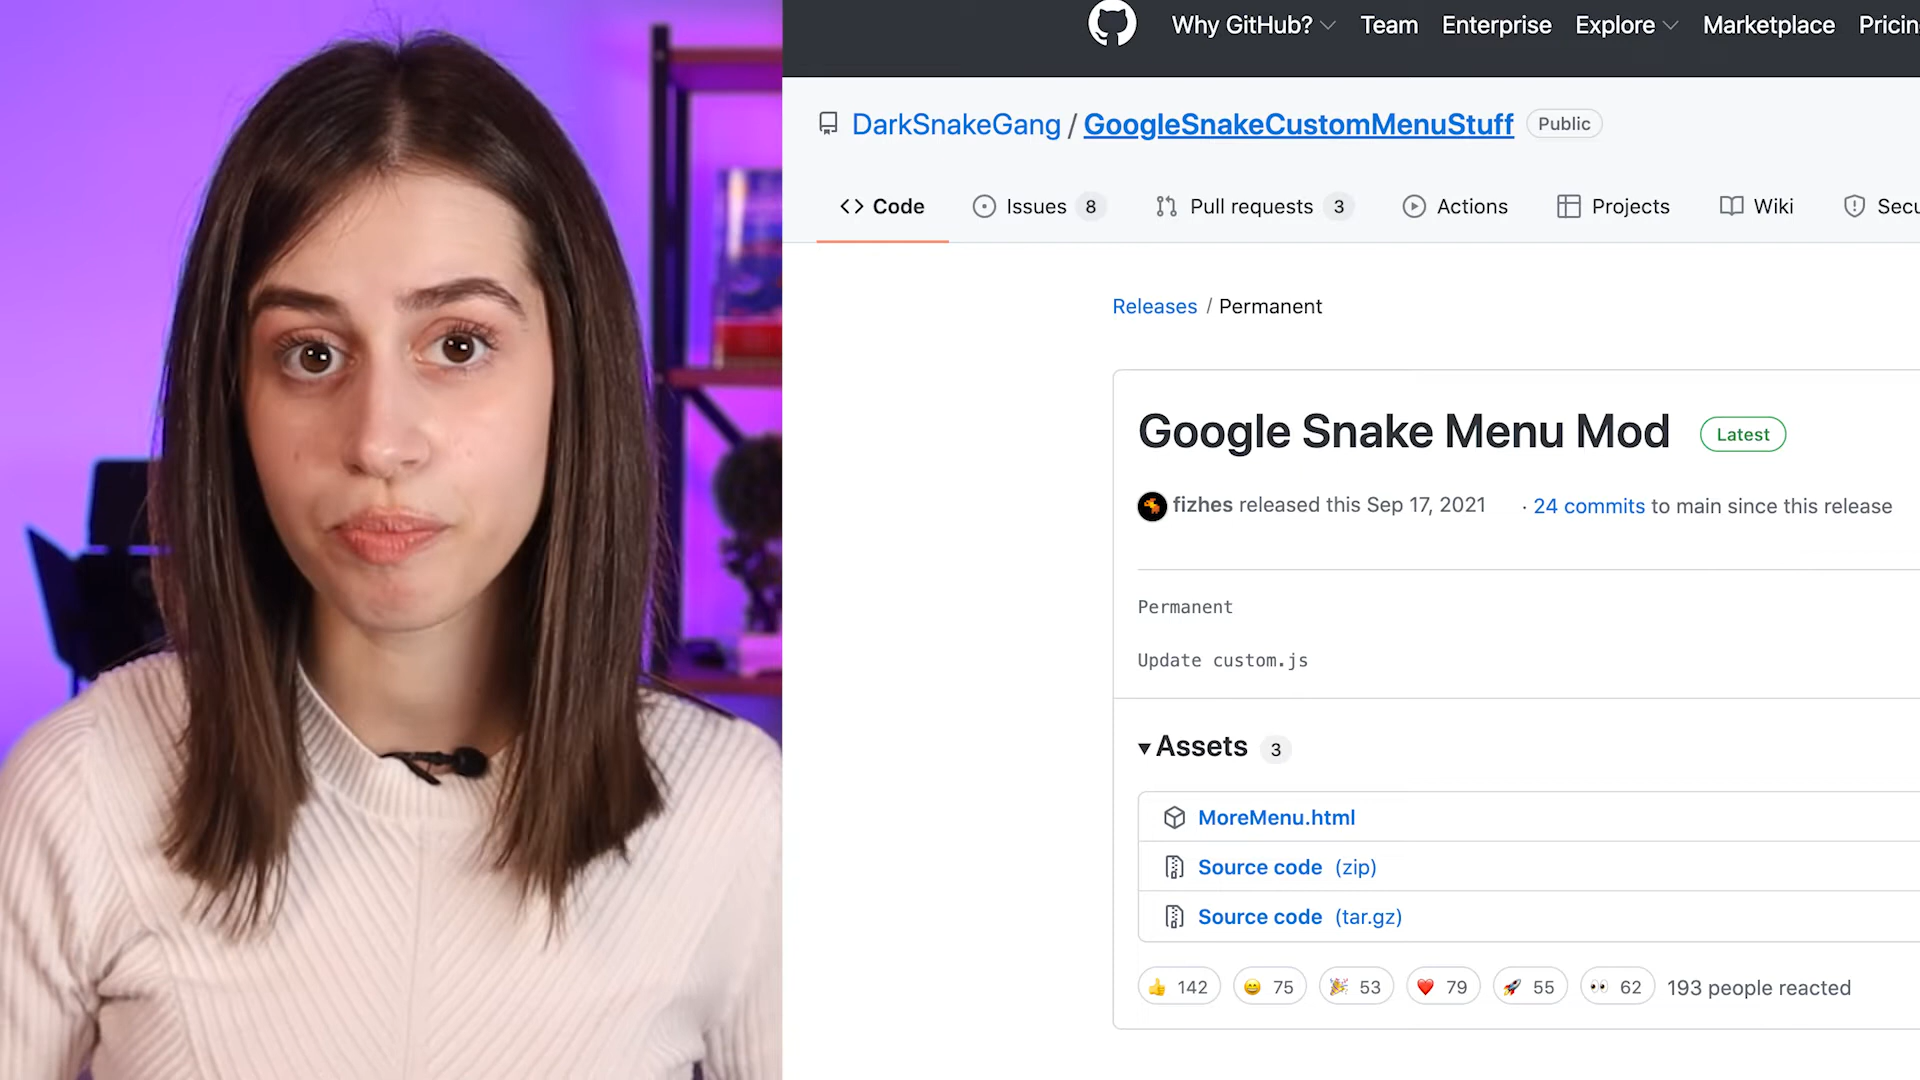 Why GitHub? Team Enterprise Explore Marketplace
DarkSnakeGang / GoogleSnakeCustomMenuStuff Public
<> Code Issues 8 Pull requests 3 Actions Projects Wiki
Releases / Permanent
Google Snake Menu Mod Latest
fizhes released this Sep 17, 2021 · 24 commits to main since this release
Permanent
Update custom.js
Assets 3
MoreMenu.html
Source code (zip)
Source code (tar.gz)
👍 142 😄 75 🎉 53 ❤️ 79 🚀 55 👀 62 193 people reacted